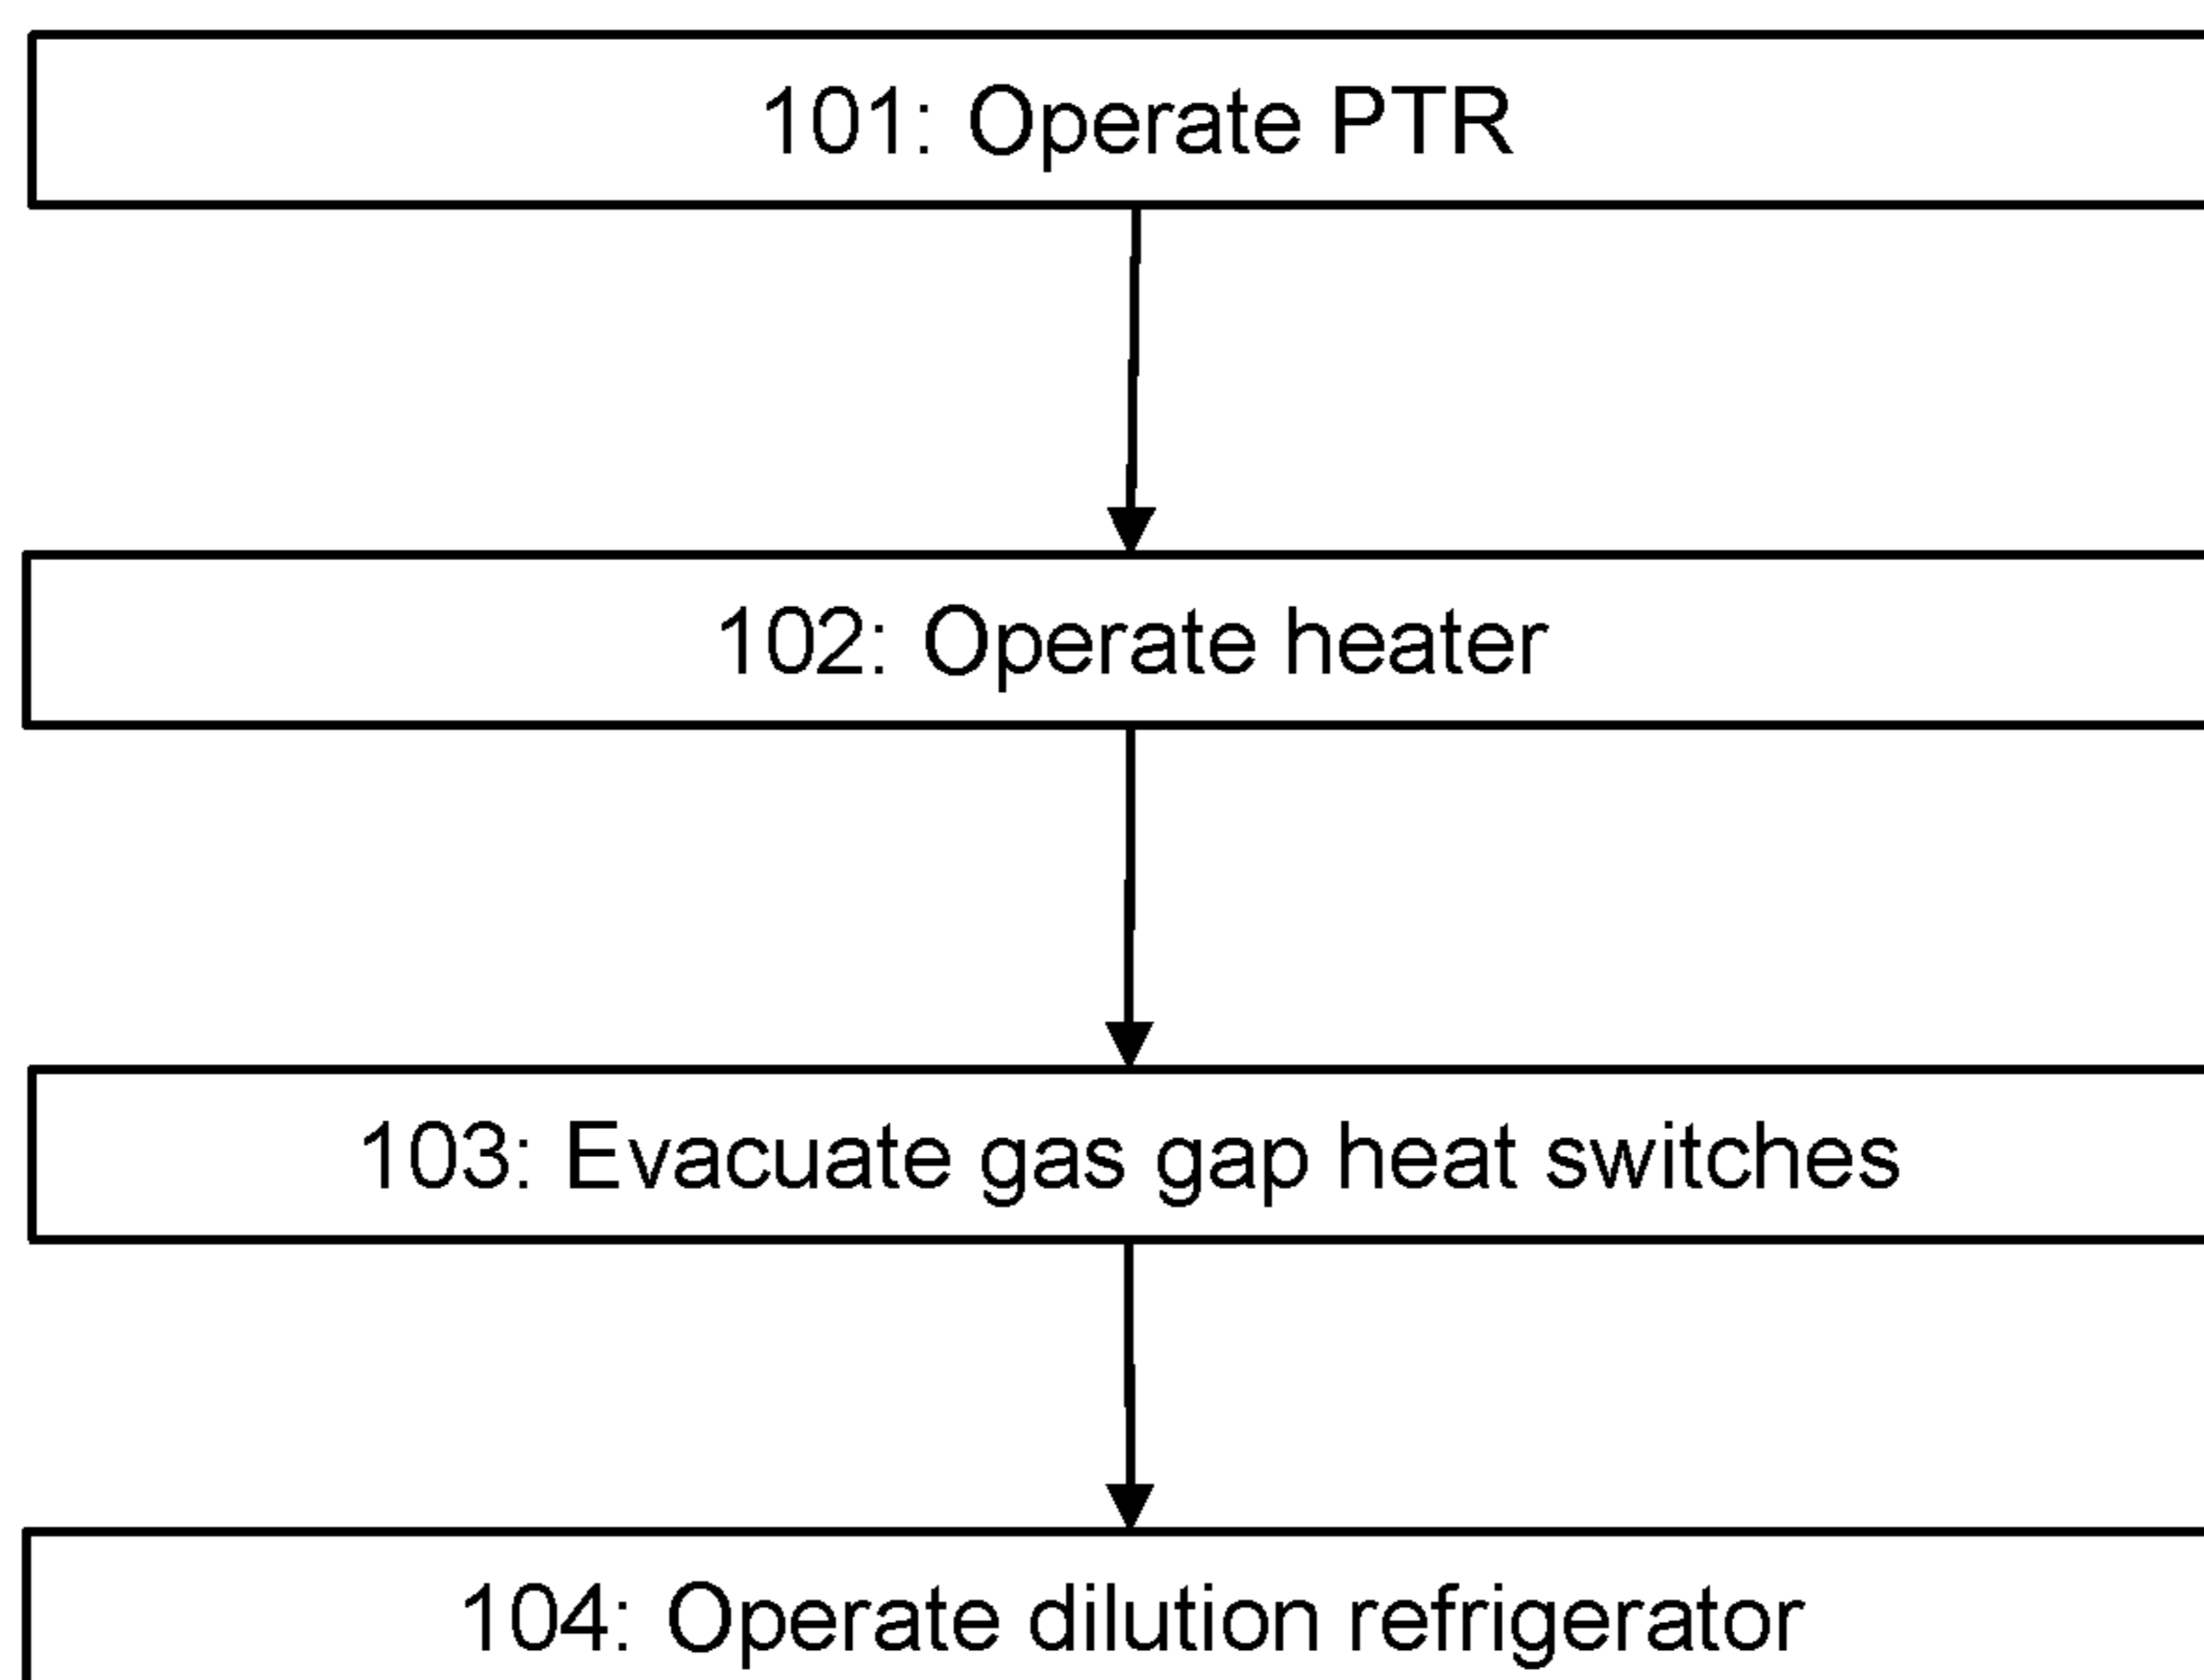 101: Operate PTR
102: Operate heater
103: Evacuate gas gap heat switches
104: Operate dilution refrigerator